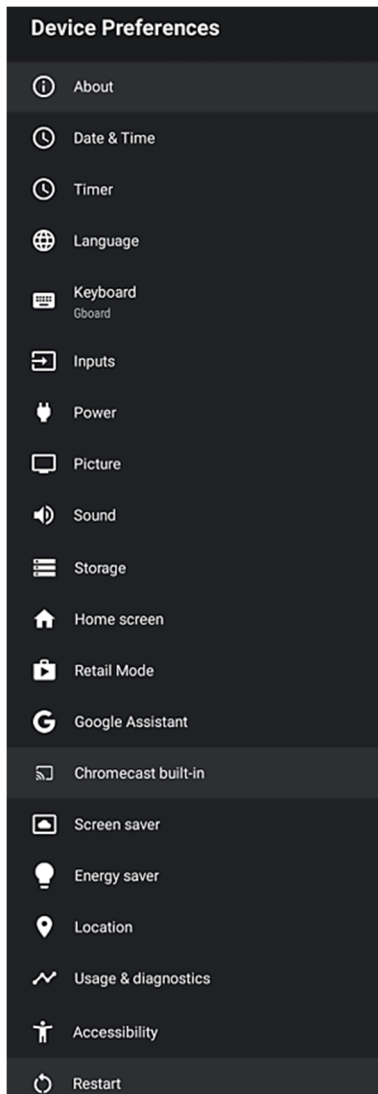 Device Preferences
About
Date & Time
Timer
Language
Keyboard
Gboard
Inputs
Power
Picture
Sound
Storage
Home screen
Retail Mode
Google Assistant
Chromecast built-in
Screen saver
Energy saver
Location
Usage & diagnostics
Accessibility
Restart